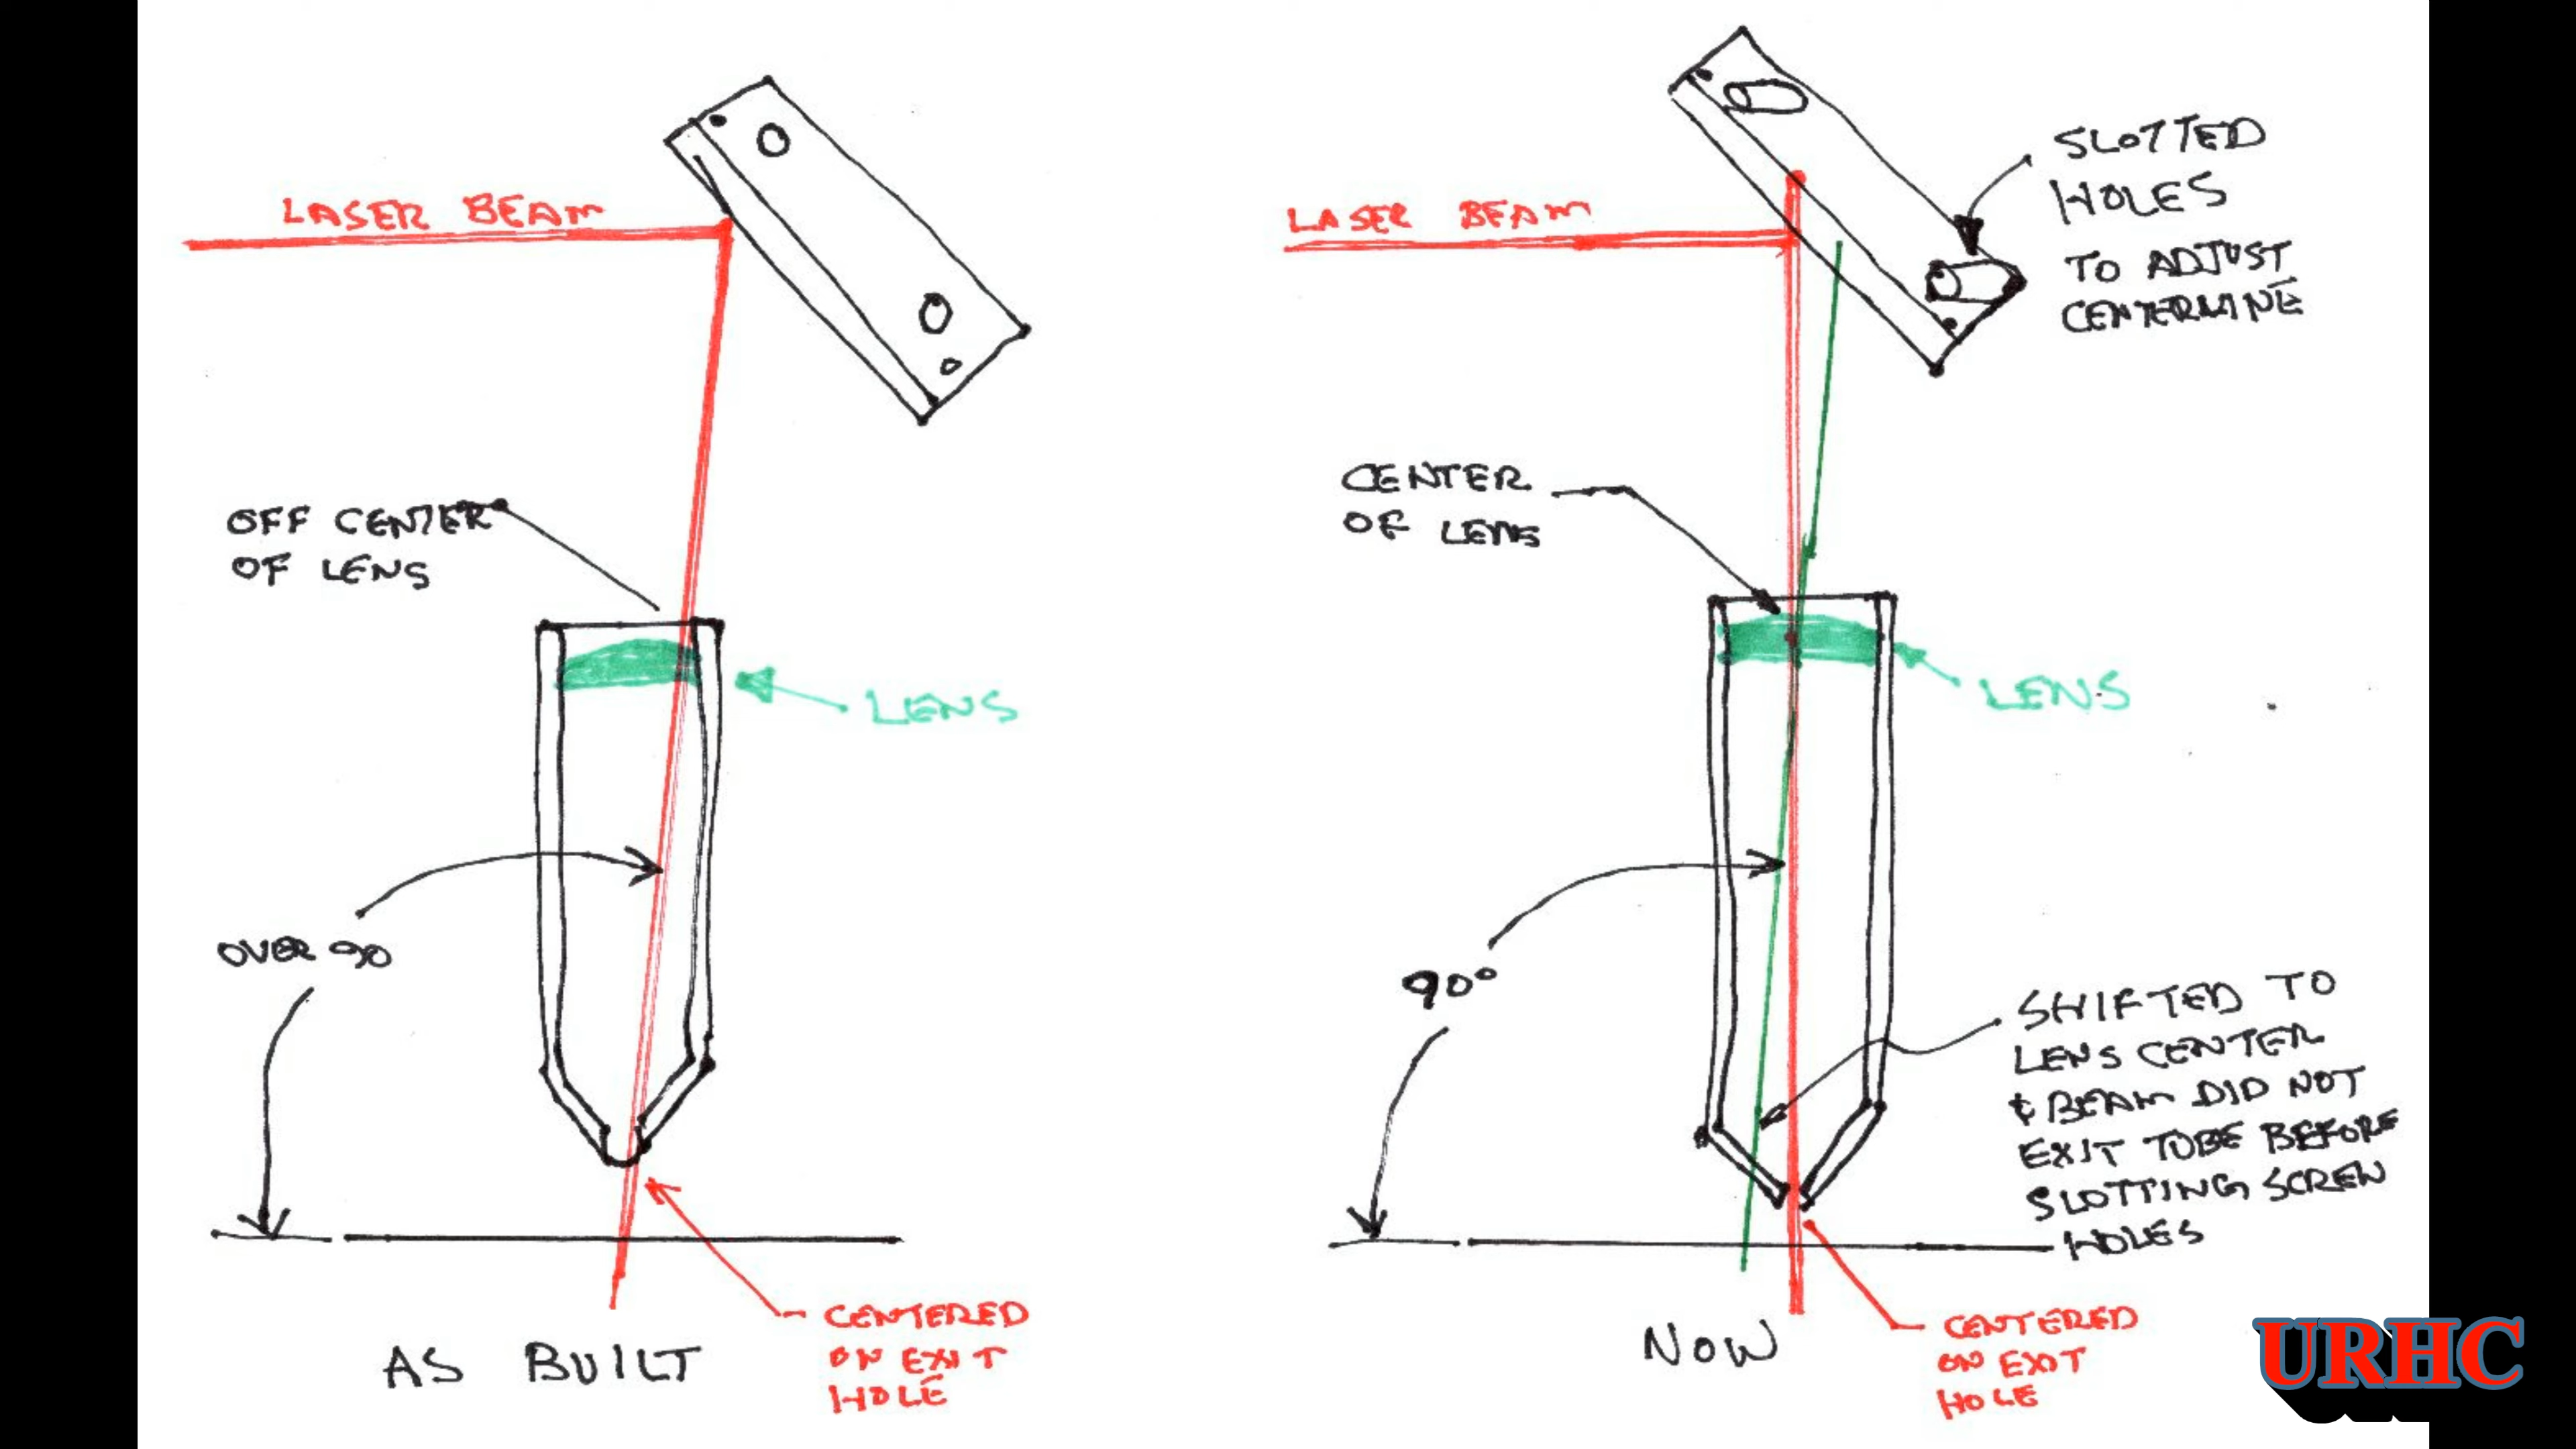 LASER BEAM
OFF CENTER
OF LENS
LENS
OVER 90
CENTERED
ON EXIT
HOLE
AS BUILT
LASER BEAM
SLOTTED
HOLES
TO ADJUST
CENTERLINE
CENTER
OF LENS
LENS
90°
SHIFTED TO
LENS CENTER
& BEAM DID NOT
EXIT TUBE BEFORE
SLOTTING SCREW
HOLES
CENTERED
ON EXIT
HOLE
NOW
URHC